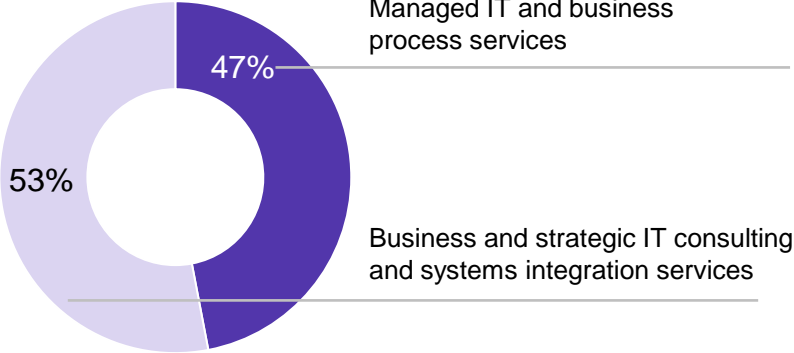 Managed IT and business
process services
47%
53%
Business and strategic IT consulting
and systems integration services